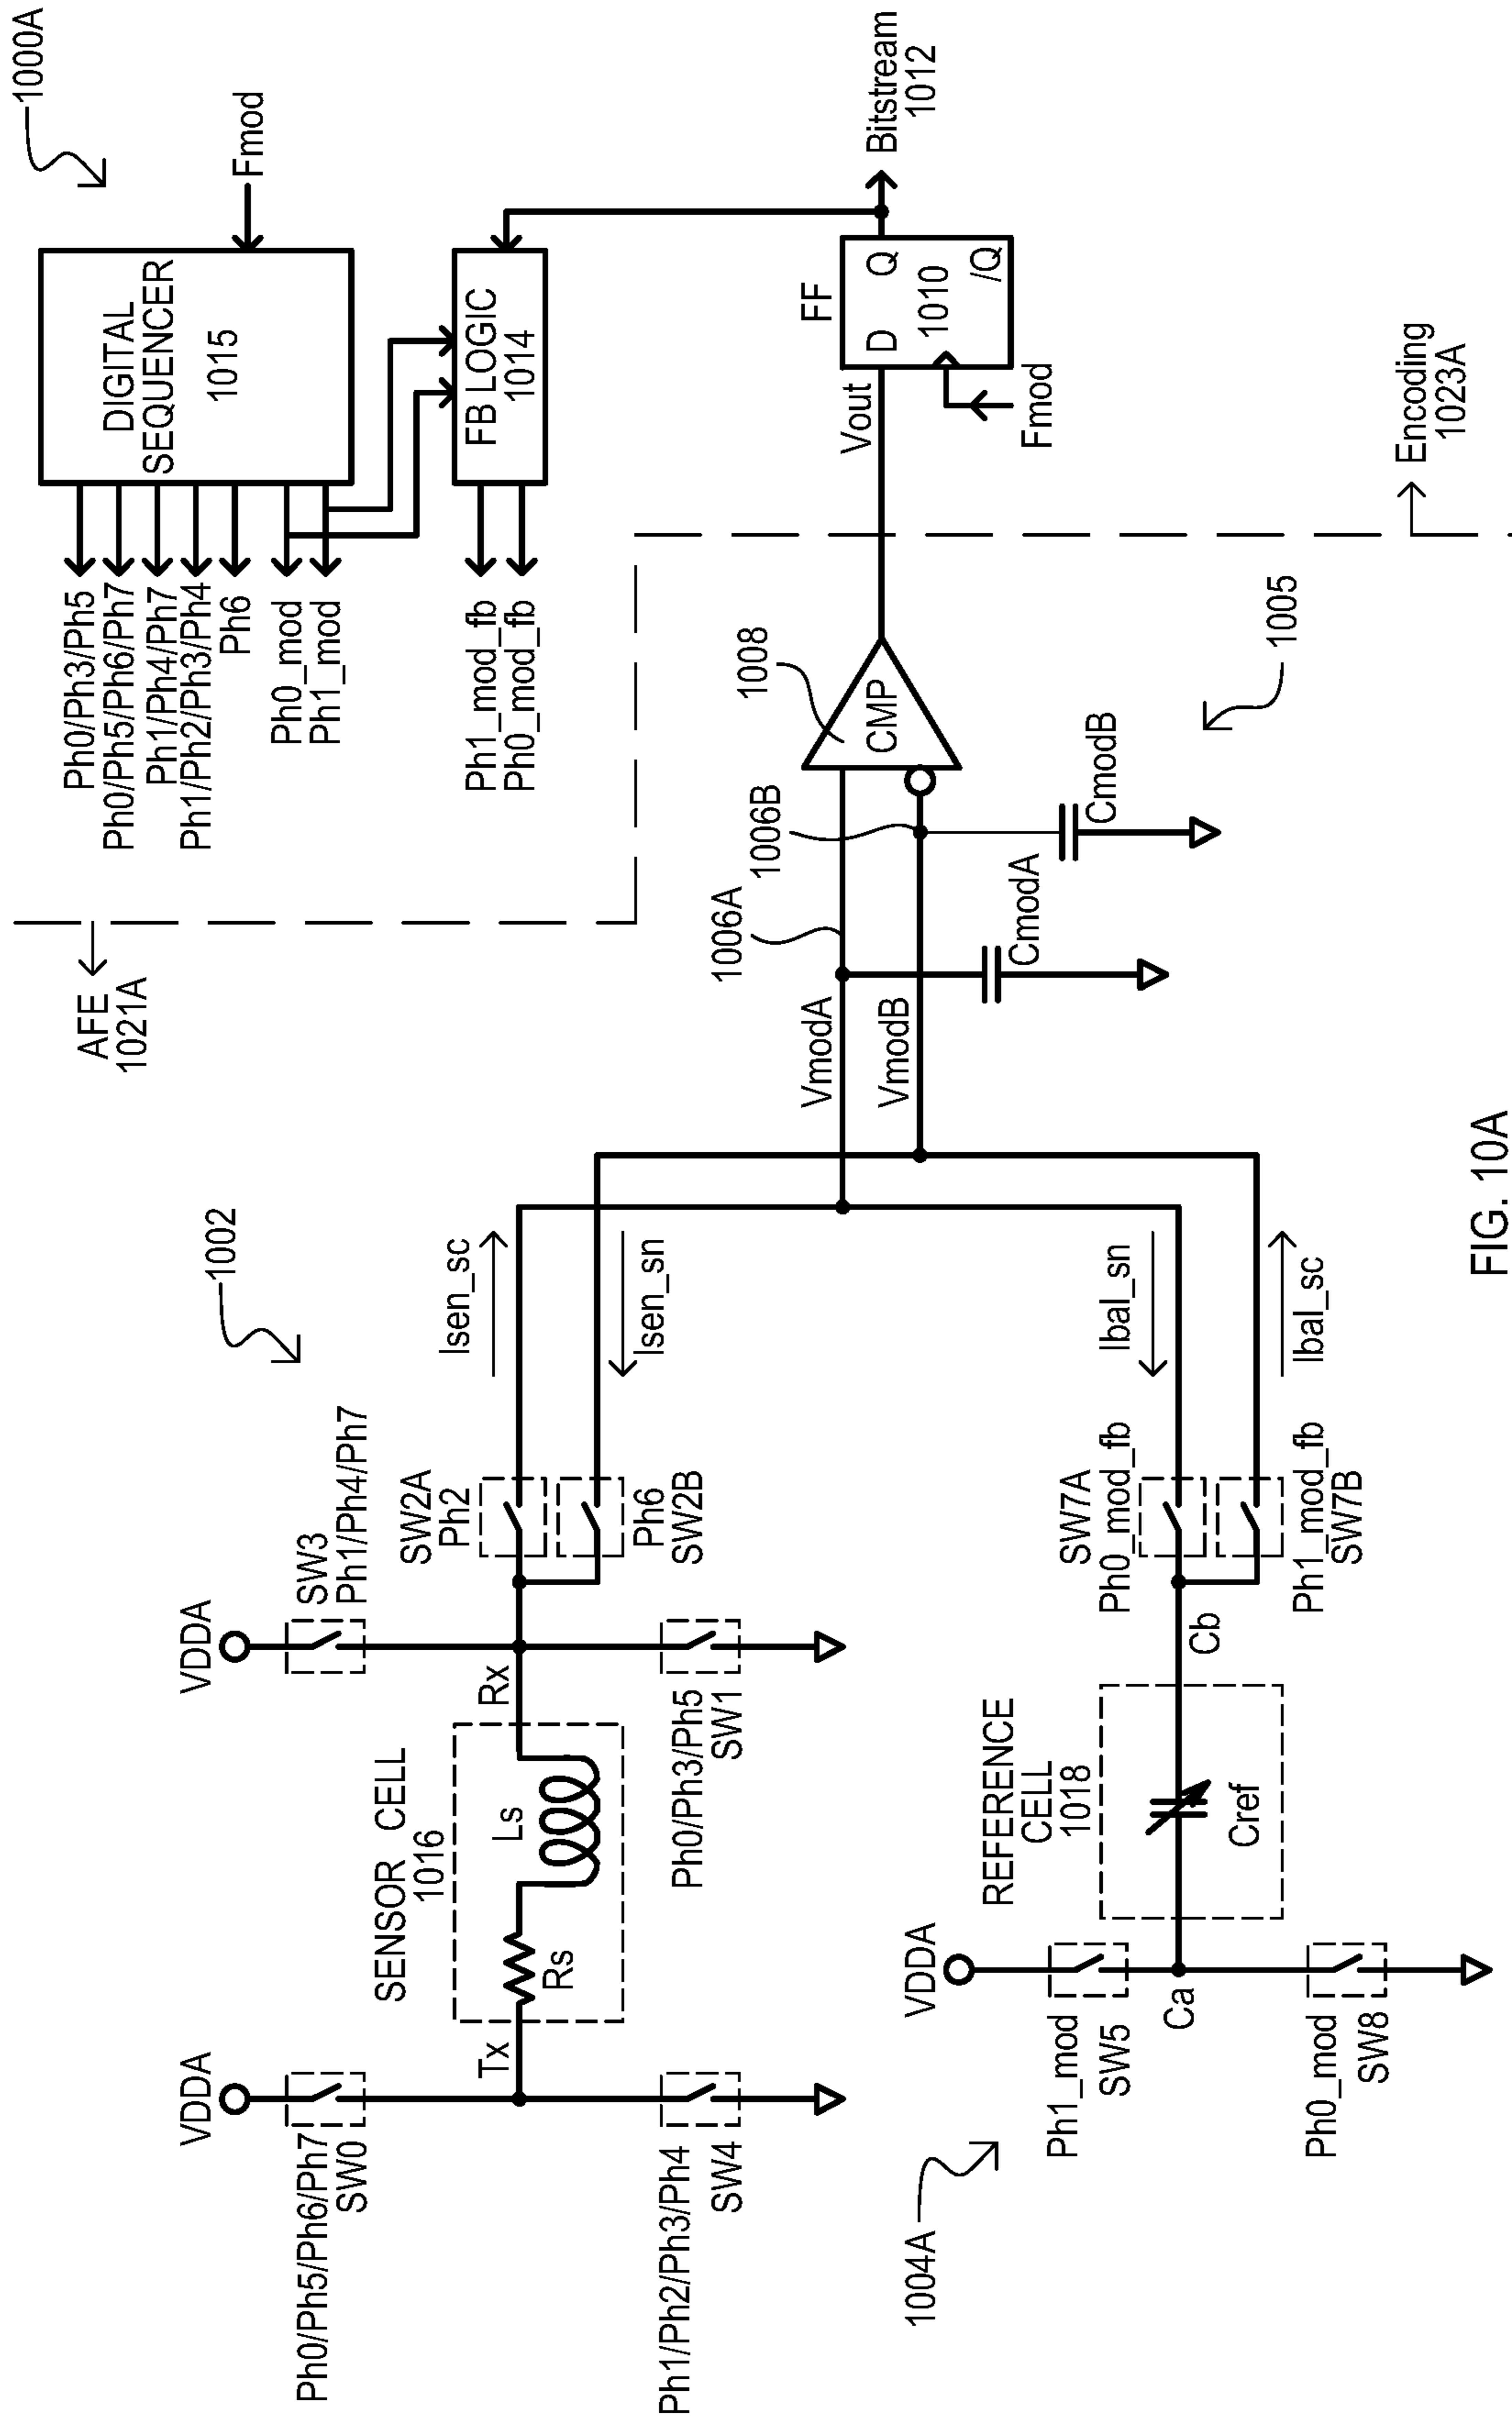 1000A
AFE
1021A
DIGITAL
SEQUENCER
1015
Fmod
Ph0/Ph3/Ph5
Ph0/Ph5/Ph6/Ph7
Ph1/Ph4/Ph7
Ph1/Ph2/Ph3/Ph4
Ph6
Ph0_mod
Ph1_mod
FB LOGIC
1014
Ph1_mod_fb
Ph0_mod_fb
1002
VDDA
Ph0/Ph5/Ph6/Ph7
SW0
VDDA
SW3
Ph1/Ph4/Ph7
SENSOR CELL
1016
Tx
Rs
Ls
Rx
SW2A
Ph2
Ph6
SW2B
Isen_sc
Isen_sn
Ph1/Ph2/Ph3/Ph4
SW4
Ph0/Ph3/Ph5
SW1
VmodA
VmodB
1006A
1006B
1008
CMP
CmodA
CmodB
1005
Vout
FF
D
Q
1010
/Q
Fmod
Bitstream
1012
Encoding
1023A
1004A
VDDA
Ph1_mod
SW5
Ca
Ph0_mod
SW8
REFERENCE
CELL
1018
Cref
Cb
SW7A
Ph0_mod_fb
Ph1_mod_fb
SW7B
Ibal_sn
Ibal_sc
FIG. 10A